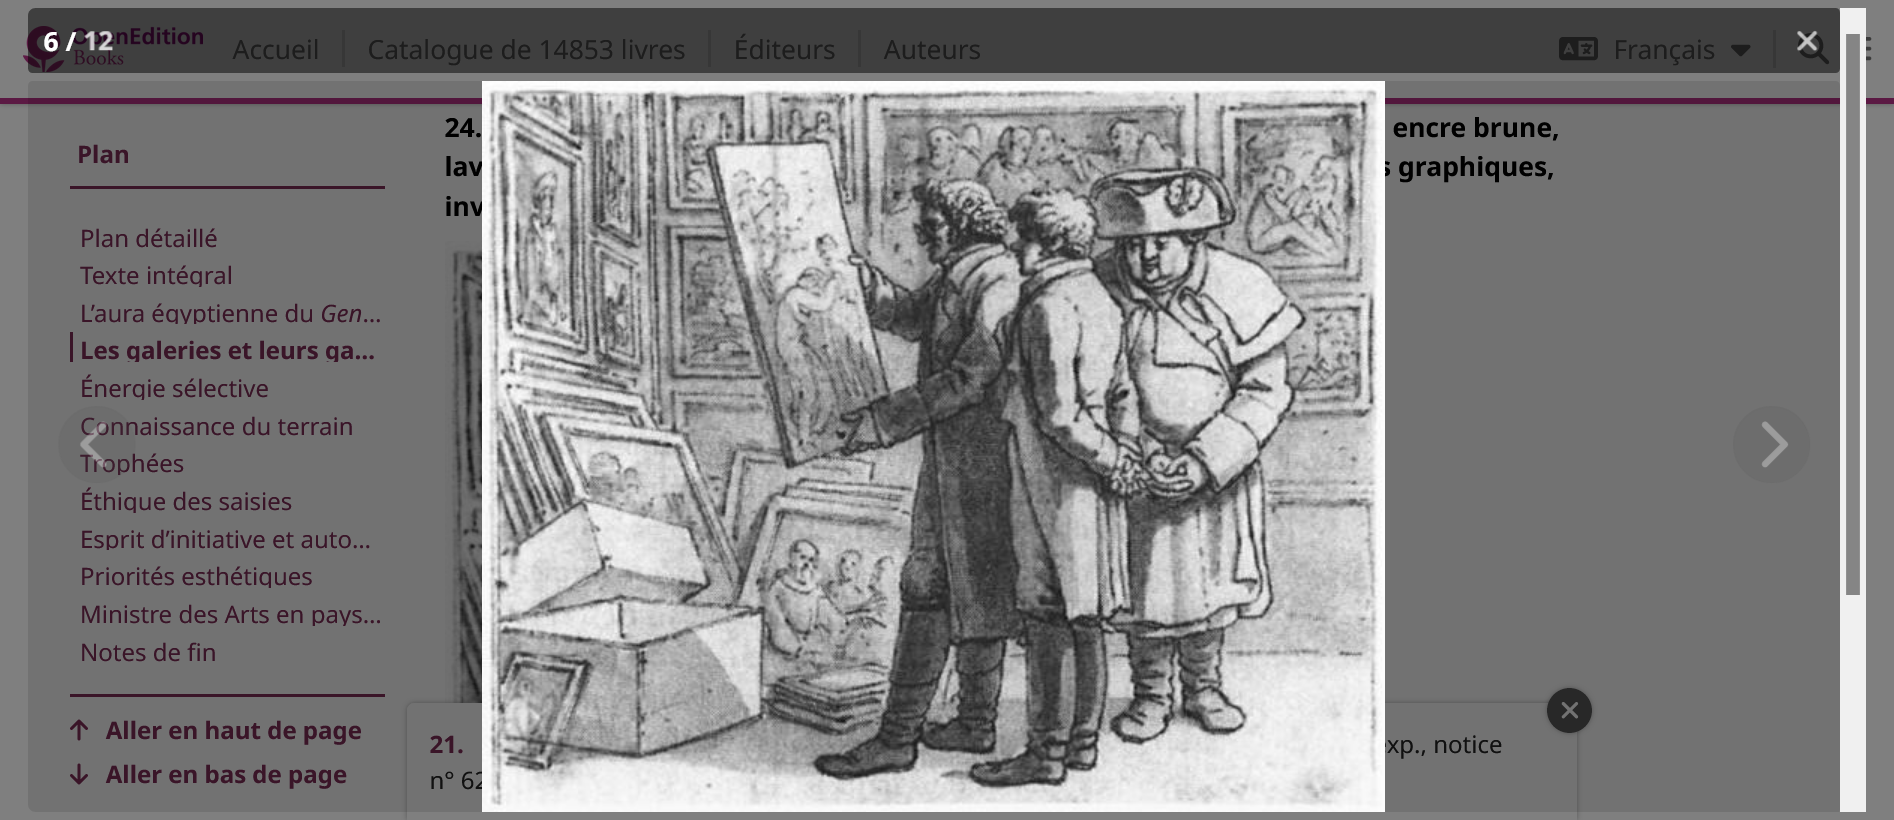 6 / 12
OpenEdition
Books
Accueil
Catalogue de 14853 livres
Éditeurs
Auteurs
Français
Plan
Plan détaillé
Texte intégral
L’aura égyptienne du Gen…
Les galeries et leurs ga…
Énergie sélective
Connaissance du terrain
Trophées
Éthique des saisies
Esprit d’initiative et auto…
Priorités esthétiques
Ministre des Arts en pays…
Notes de fin
Aller en haut de page
Aller en bas de page
24. encre brune,
lav s graphiques,
inv
21. exp., notice
n° 62